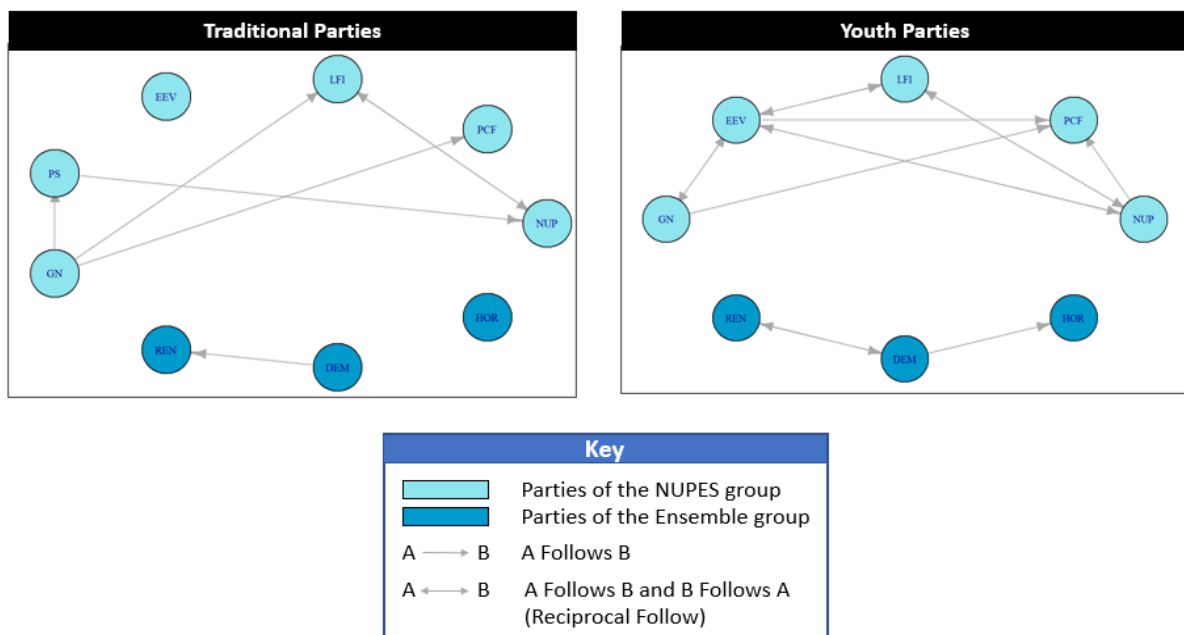 Traditional Parties
LFI
EEV
PCF
PS
NUP
GN
HOR
REN
DEM
Youth Parties
LFI
EEV
PCF
GN
NUP
REN
HOR
DEM
Key
Parties of the NUPES group
Parties of the Ensemble group
A B A Follows B
A B A Follows B and B Follows A
(Reciprocal Follow)